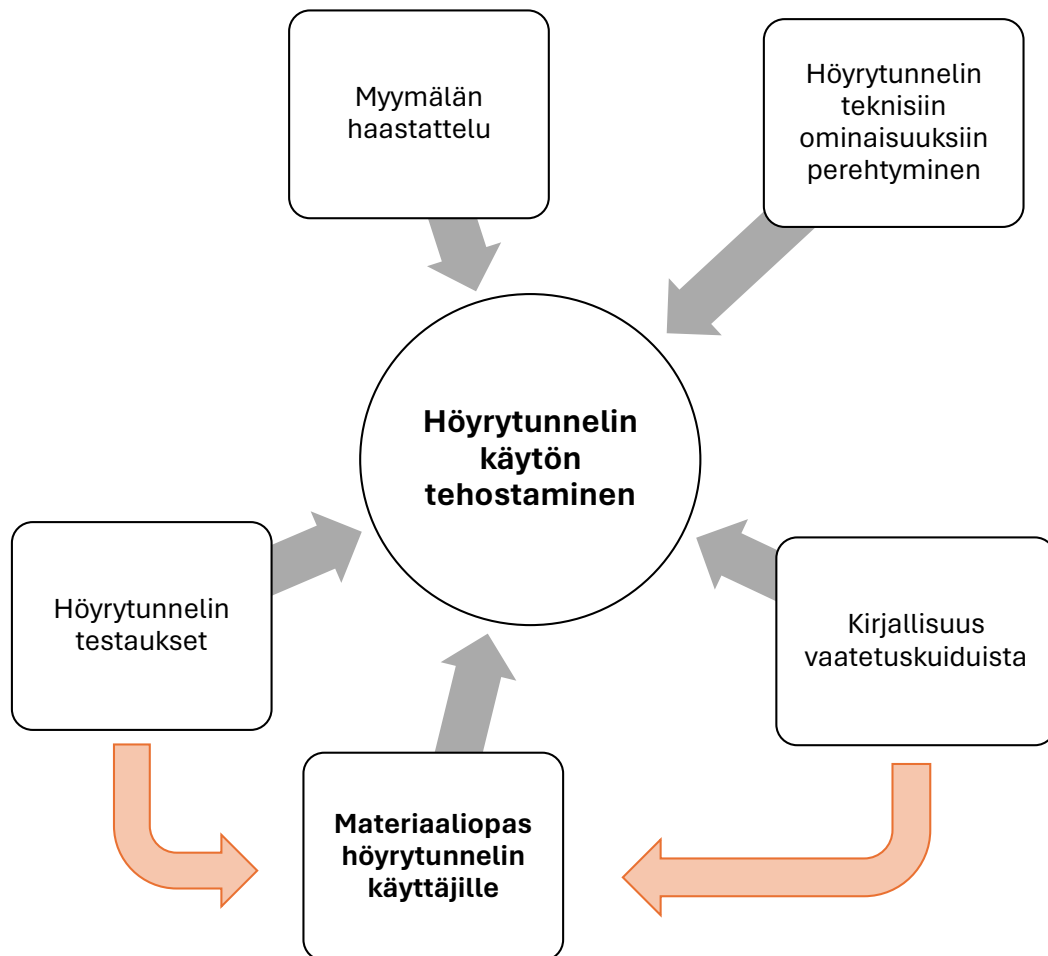 Myymälän
haastattelu
Höyrytunnelin
teknisiin
ominaisuuksiin
perehtyminen
Höyrytunnelin
käytön
tehostaminen
Höyrytunnelin
testaukset
Kirjallisuus
vaatetuskuiduista
Materiaaliopas
höyrytunnelin
käyttäjille